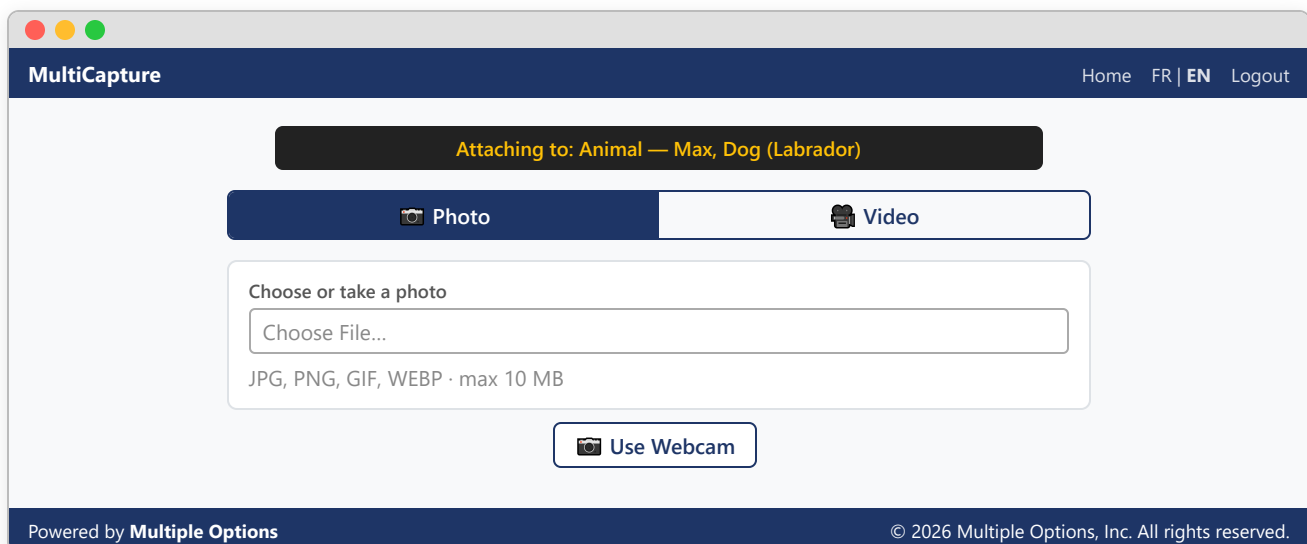 MultiCapture Home FR | EN Logout
Attaching to: Animal — Max, Dog (Labrador)
Photo Video
Choose or take a photo
Choose File...
JPG, PNG, GIF, WEBP · max 10 MB
Use Webcam
Powered by Multiple Options © 2026 Multiple Options, Inc. All rights reserved.